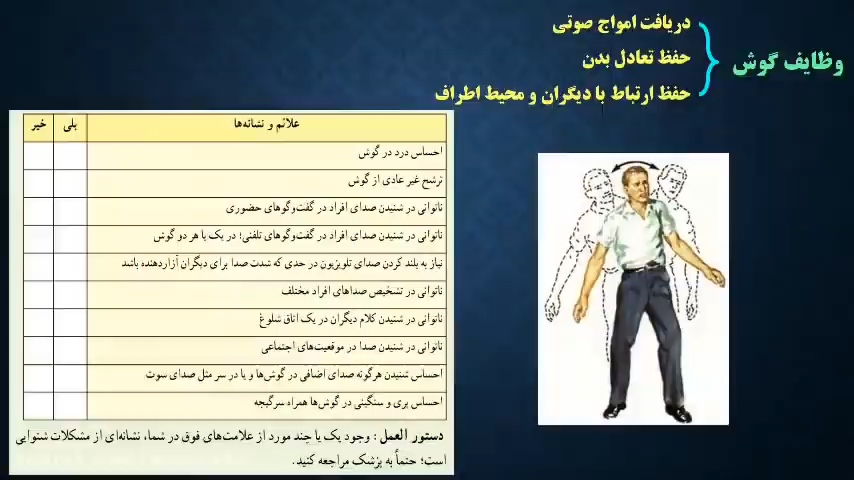 وظایف گوش
دریافت امواج صوتی
حفظ تعادل بدن
حفظ ارتباط با دیگران و محیط اطراف
علائم و نشانه‌ها بلی خیر
احساس درد در گوش
ترشح غیر عادی از گوش
ناتوانی در شنیدن صدای افراد در گفت‌وگوهای حضوری
ناتوانی در شنیدن صدای افراد در گفت‌وگوهای تلفنی؛ در یک یا هر دو گوش
نیاز به بلند کردن صدای تلویزیون در حدی که شدت صدا برای دیگران آزاردهنده باشد
ناتوانی در تشخیص صداهای افراد مختلف
ناتوانی در شنیدن کلام دیگران در یک اتاق شلوغ
ناتوانی در شنیدن صدا در موقعیت‌های اجتماعی
احساس شنیدن هرگونه صدای اضافی در گوش‌ها و یا در سر مثل صدای سوت
احساس پری و سنگینی در گوش‌ها همراه سرگیجه
دستور العمل : وجود یک یا چند مورد از علامت‌های فوق در شما، نشانه‌ای از مشکلات شنوایی
است؛ حتماً به پزشک مراجعه کنید.